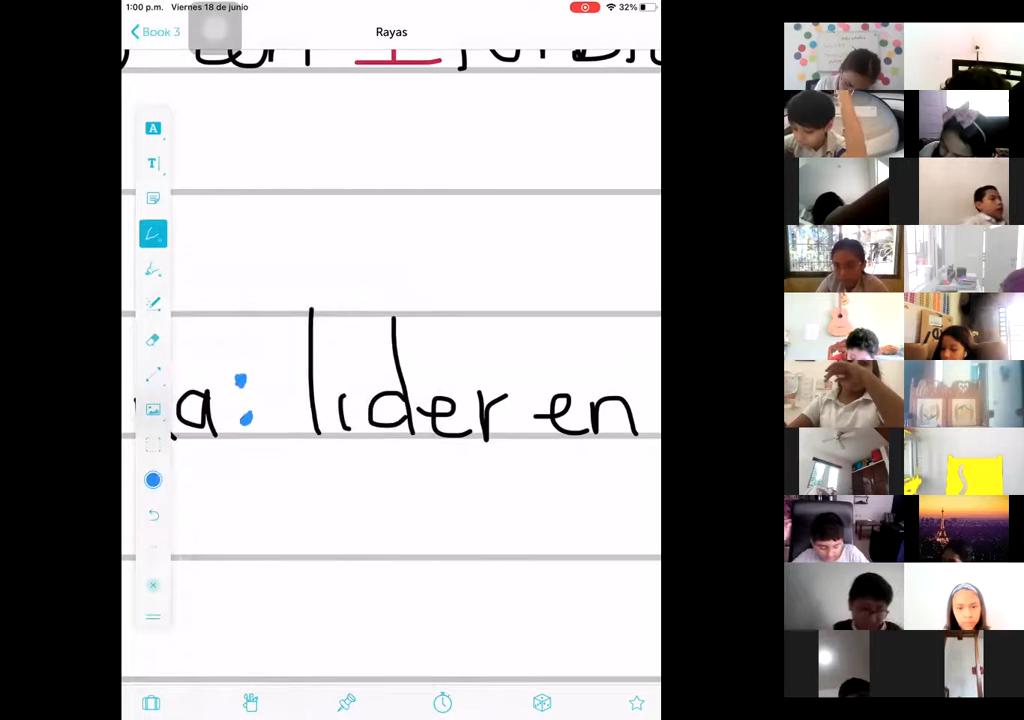 1:00 p.m. Viernes 18 de junio 32%
Book 3 Rayas
a: lider en
A
T